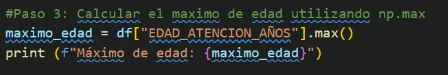 #Paso 3: Calcular el maximo de edad utilizando np.max
maximo_edad = df["EDAD_ATENCION_AÑOS"].max()
print (f"Máximo de edad: {maximo_edad}")